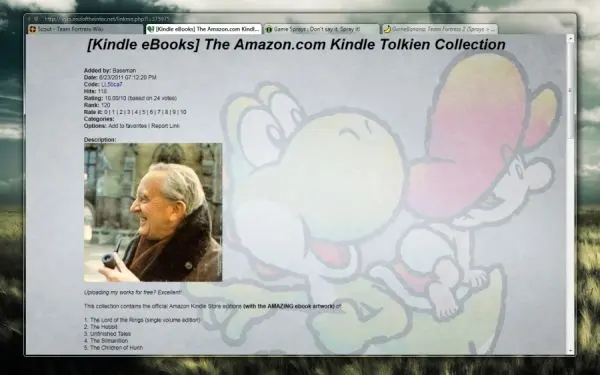 Scout - Team Fortress Wiki
[Kindle eBooks] The Amazon.com Kindl...
Game Sprays : Don't say it, Spray it!
[Kindle eBooks] The Amazon.com Kindle Tolkien Collection
Added by: Bassman
Date: 6/23/2011 07:12:20 PM
Code:
Hits: 118
Rating: 10.00/10 (based on 24 votes)
Rank: 120
Rate it: 0 | 1 | 2 | 3 | 4 | 5 | 6 | 7 | 8 | 9 | 10
Categories:
Options: Add to favorites | Report Link
Description:
Uploading my works for free? Excellent!
This collection contains the official Amazon Kindle Store editions (with the AMAZING ebook artwork) of:
1. The Lord of the Rings (single volume edition)
2. The Hobbit
3. Unfinished Tales
4. The Silmarillion
5. The Children of Hurin